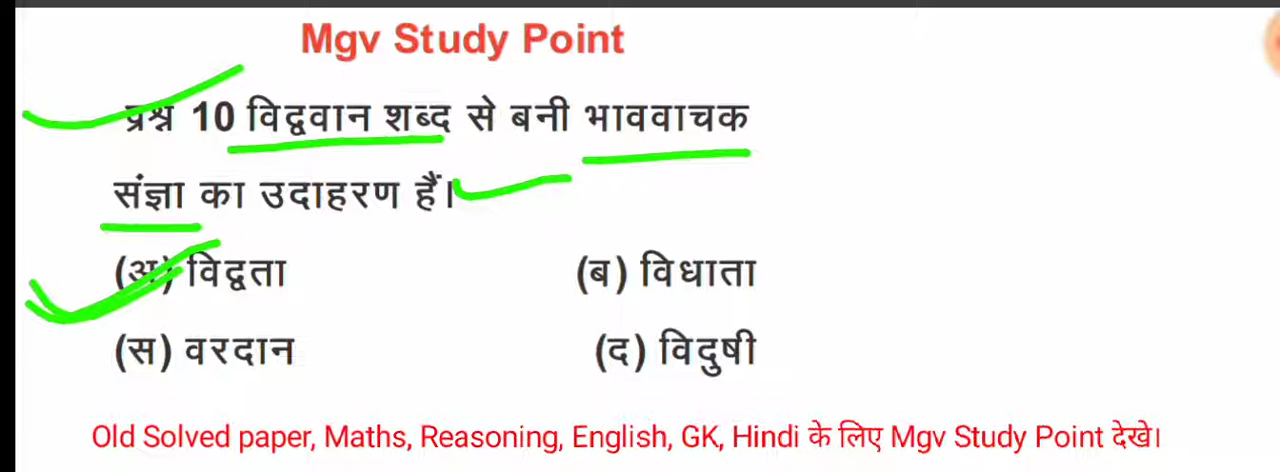 Mgv Study Point
प्रश्न 10 विद्ववान शब्द से बनी भाववाचक
संज्ञा का उदाहरण हैं।
(अ) विद्वता (ब) विधाता
(स) वरदान (द) विदुषी
Old Solved paper, Maths, Reasoning, English, GK, Hindi के लिए Mgv Study Point देखे।